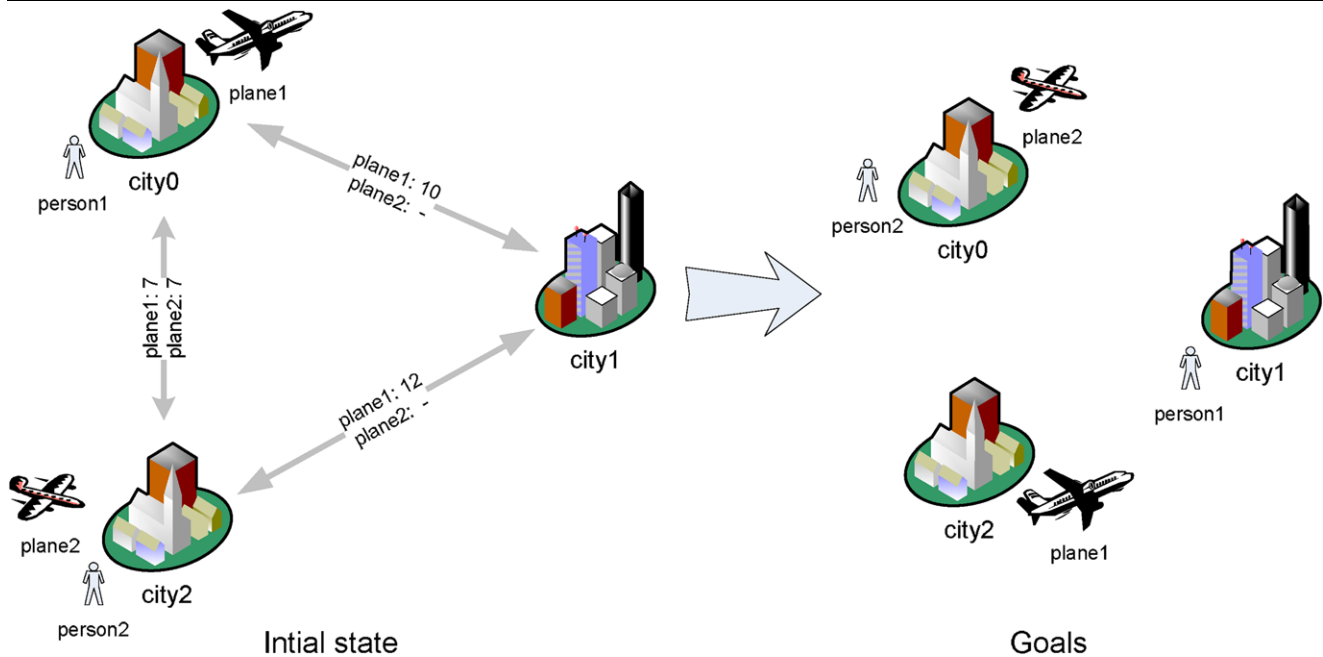 plane1
person1
city0
plane1: 10
plane2: -
plane1: 7
plane2: 7
city1
plane1: 12
plane2: -
plane2
person2
city2
Intial state
plane2
person2
city0
person1
city1
city2
plane1
Goals